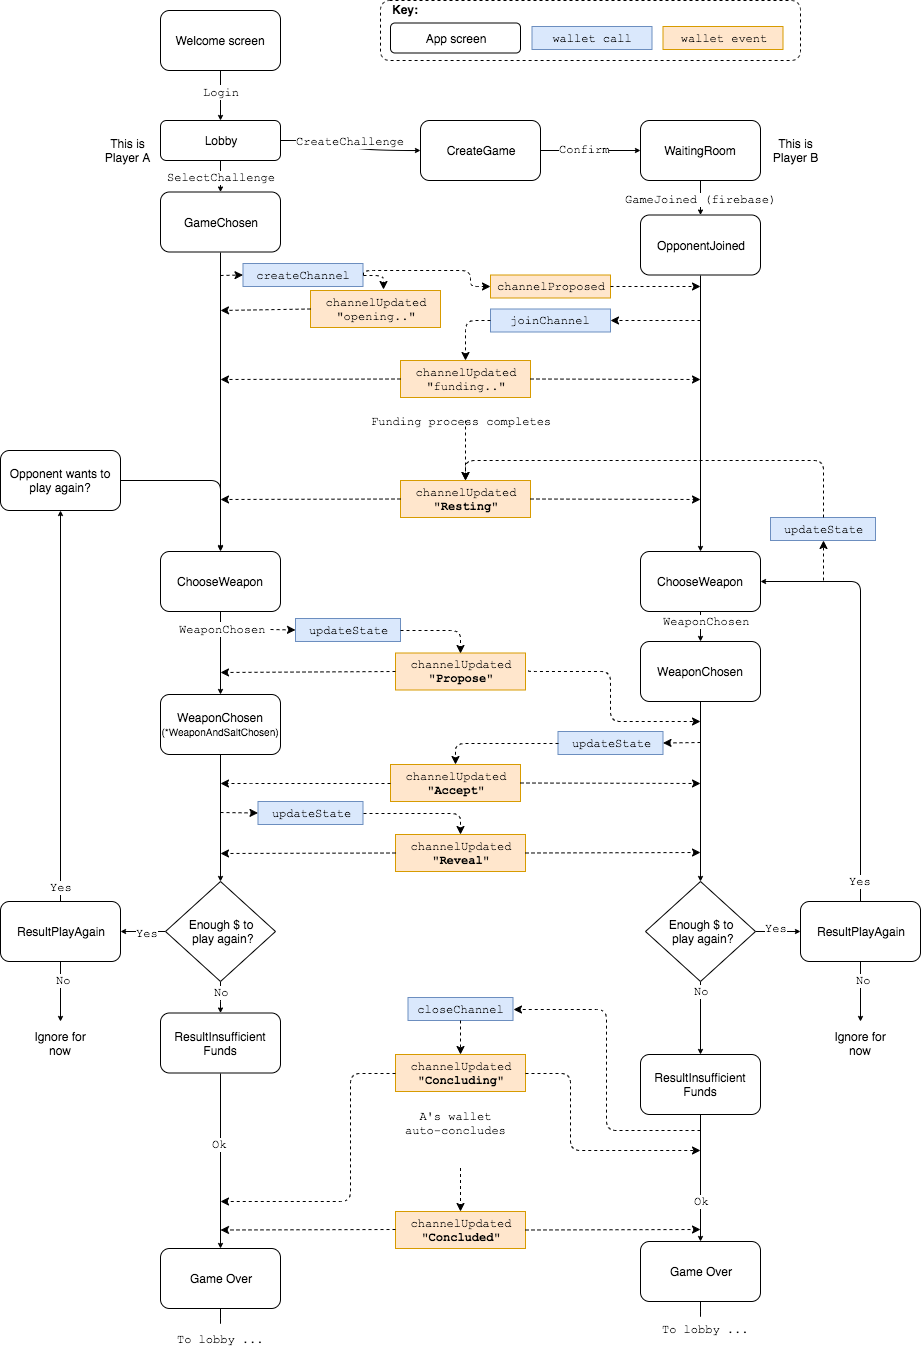 Key:
App screen
wallet call
wallet event
Welcome screen
Login
This is
Player A
Lobby
CreateChallenge
CreateGame
Confirm
WaitingRoom
This is
Player B
SelectChallenge
GameJoined (firebase)
GameChosen
OpponentJoined
createChannel
channelProposed
channelUpdated
"opening.."
joinChannel
channelUpdated
"funding.."
Funding process completes
Opponent wants to
play again?
channelUpdated
"Resting"
updateState
ChooseWeapon
ChooseWeapon
WeaponChosen
updateState
WeaponChosen
channelUpdated
"Propose"
WeaponChosen
WeaponChosen
(*WeaponAndSaltChosen)
updateState
channelUpdated
"Accept"
updateState
channelUpdated
"Reveal"
Yes
Yes
ResultPlayAgain
Yes
Enough $ to
play again?
Enough $ to
play again?
Yes
ResultPlayAgain
No
No
No
No
closeChannel
Ignore for
now
ResultInsufficient
Funds
Ignore for
now
channelUpdated
"Concluding"
ResultInsufficient
Funds
A's wallet
auto-concludes
Ok
Ok
channelUpdated
"Concluded"
Game Over
Game Over
To lobby ...
To lobby ...